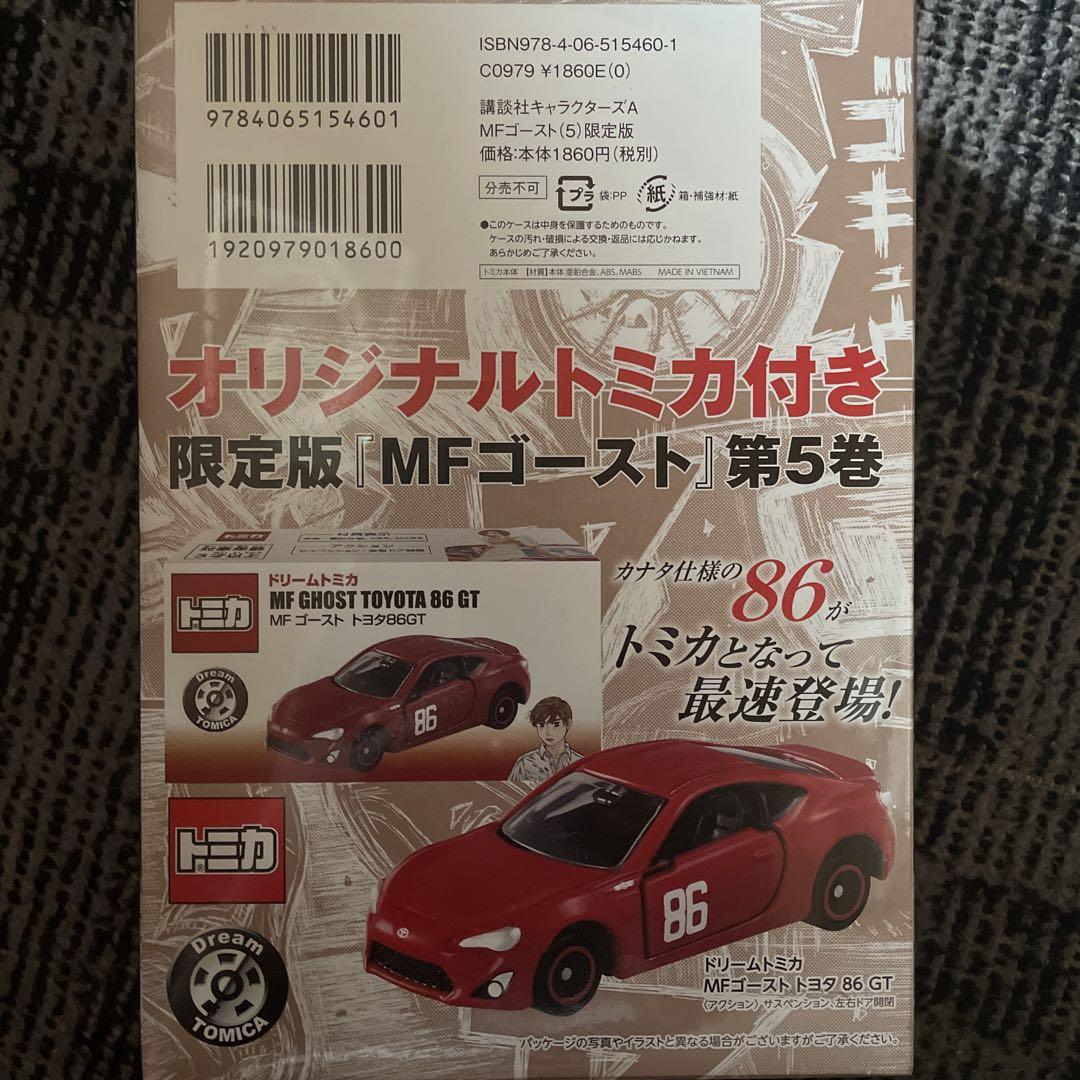 ISBN978-4-06-515460-1
C0979 ¥1860E(0)
9784065154601
講談社キャラクターズA
MFゴースト(5)限定版
価格:本体1860円(税別)
分売不可
プラ
袋:PP
紙
箱・補強材:紙
1920979018600
●このケースは中身を保護するためのものです。
ケースの汚れ・破損による交換・返品には応じかねます。
あらかじめご了承ください。
トミカ本体 【材質】本体:亜鉛合金、ABS、MABS MADE IN VIETNAM
ゴキュ
オリジナルトミカ付き
限定版『MFゴースト』第5巻
トミカ
ドリームトミカ
MF GHOST TOYOTA 86 GT
MF ゴースト トヨタ86GT
トミカ
Dream
TOMICA
86
カナタ仕様の86が
トミカとなって
最速登場!
トミカ
Dream
TOMICA
86
ドリームトミカ
MFゴースト トヨタ 86 GT
〈アクション〉サスペンション、左右ドア開閉
パッケージの写真やイラストと異なる場合がございますがご了承ください。